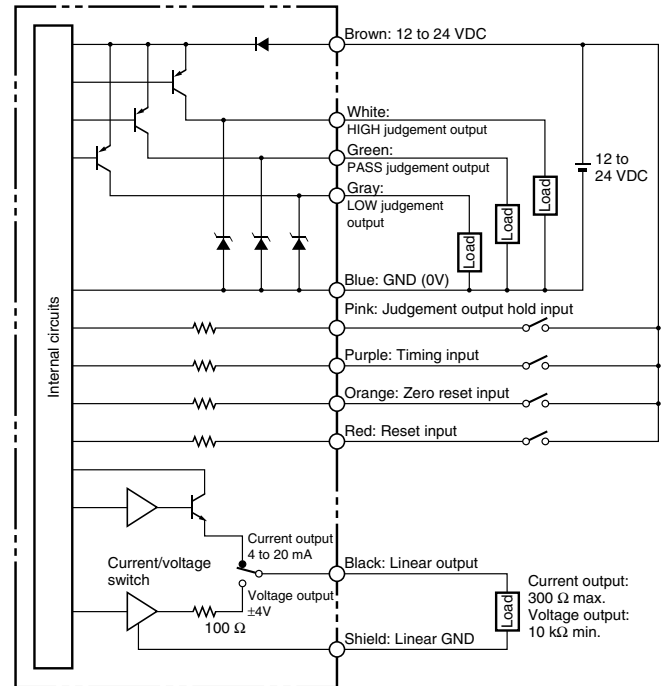 Brown: 12 to 24 VDC
White:
HIGH judgement output
Green:
PASS judgement output
Gray:
LOW judgement
output
12 to
24 VDC
Load
Load
Load
Blue: GND (0V)
Internal circuits
Pink: Judgement output hold input
Purple: Timing input
Orange: Zero reset input
Red: Reset input
Current output
4 to 20 mA
Current/voltage
switch
Voltage output
±4V
100 Ω
Black: Linear output
Load
Current output:
300 Ω max.
Voltage output:
10 kΩ min.
Shield: Linear GND